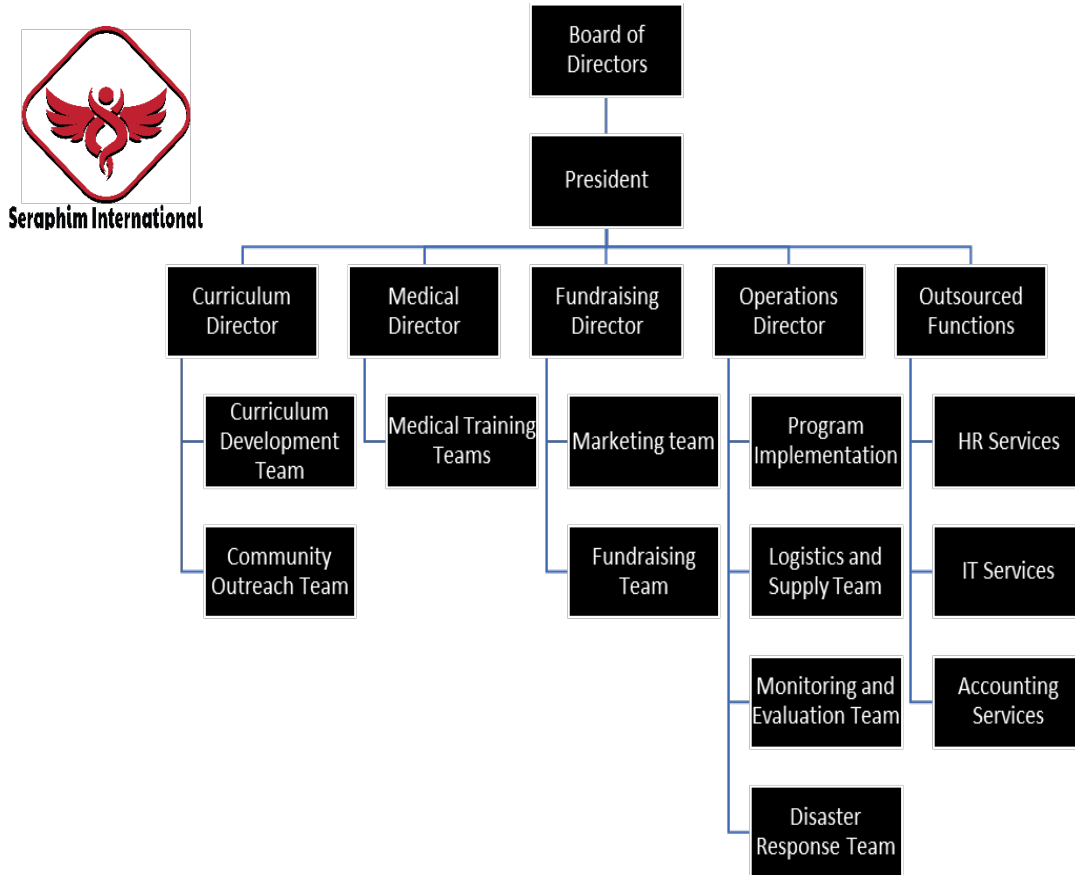 Board of
Directors
Seraphim International
President
Curriculum
Director
Medical
Director
Fundraising
Director
Operations
Director
Outsourced
Functions
Curriculum
Development
Team
Medical Training
Teams
Marketing team
Program
Implementation
HR Services
Community
Outreach Team
Fundraising
Team
Logistics and
Supply Team
IT Services
Monitoring and
Evaluation Team
Accounting
Services
Disaster
Response Team